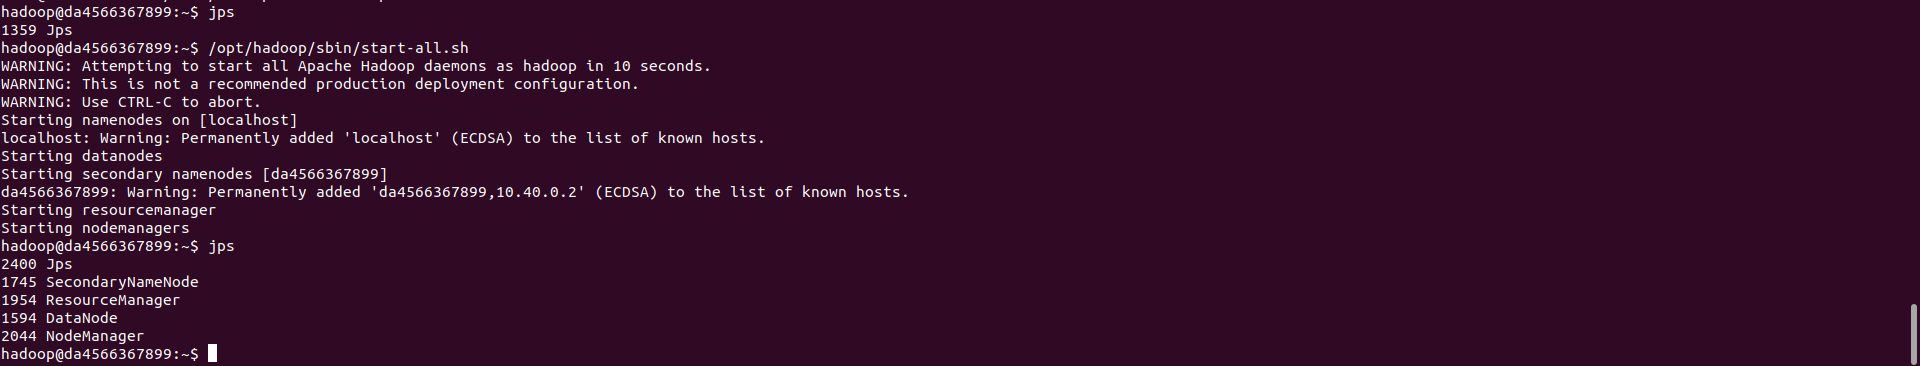 hadoop@da4566367899:~$ jps
1359 Jps
hadoop@da4566367899:~$ /opt/hadoop/sbin/start-all.sh
WARNING: Attempting to start all Apache Hadoop daemons as hadoop in 10 seconds.
WARNING: This is not a recommended production deployment configuration.
WARNING: Use CTRL-C to abort.
Starting namenodes on [localhost]
localhost: Warning: Permanently added 'localhost' (ECDSA) to the list of known hosts.
Starting datanodes
Starting secondary namenodes [da4566367899]
da4566367899: Warning: Permanently added 'da4566367899,10.40.0.2' (ECDSA) to the list of known hosts.
Starting resourcemanager
Starting nodemanagers
hadoop@da4566367899:~$ jps
2400 Jps
1745 SecondaryNameNode
1954 ResourceManager
1594 DataNode
2044 NodeManager
hadoop@da4566367899:~$